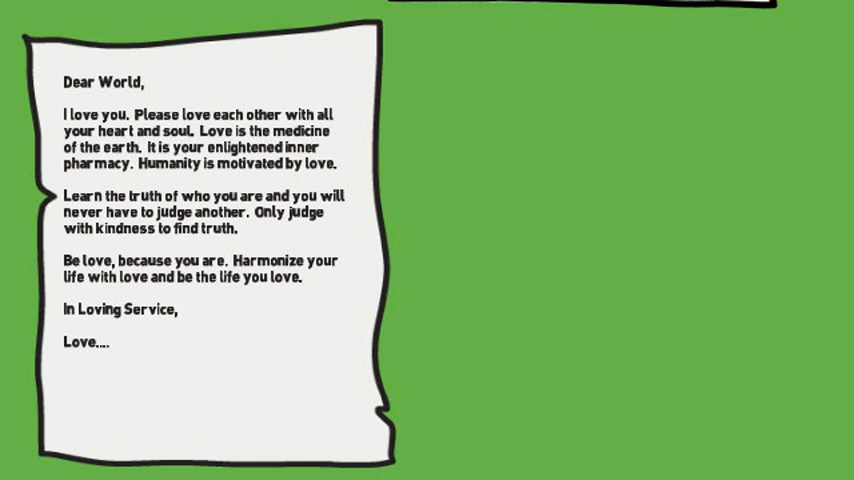 Dear World,
I love you. Please love each other with all
your heart and soul. Love is the medicine
of the earth. It is your enlightened inner
pharmacy. Humanity is motivated by love.
Learn the truth of who you are and you will
never have to judge another. Only judge
with kindness to find truth.
Be love, because you are. Harmonize your
life with love and be the life you love.
In Loving Service,
Love....